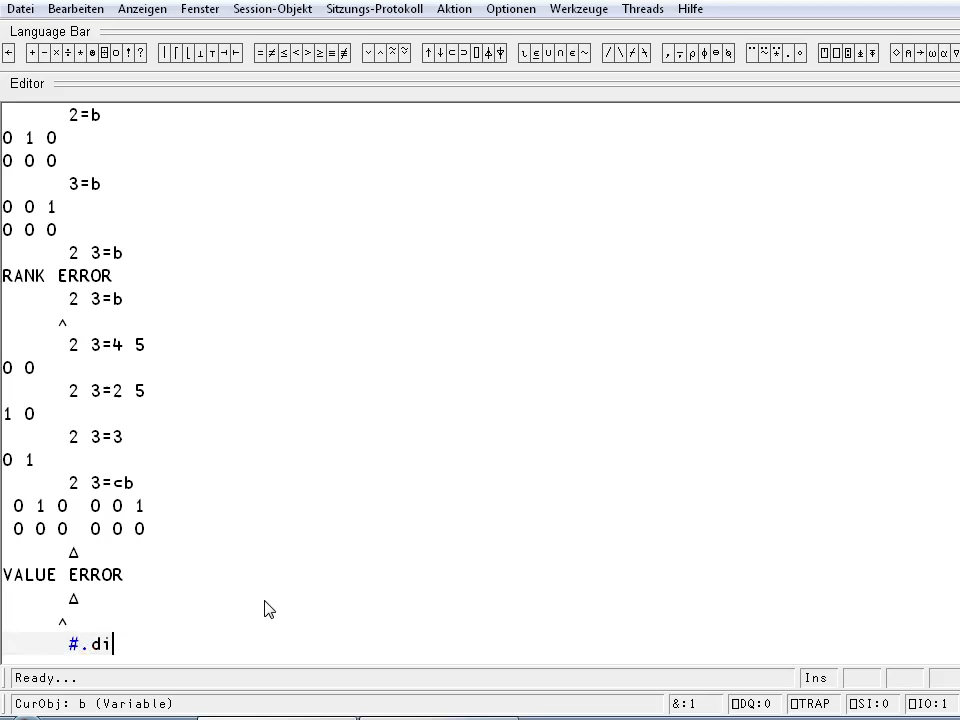 Datei Bearbeiten Anzeigen Fenster Session-Objekt Sitzungs-Protokoll Aktion Optionen Werkzeuge Threads Hilfe
Language Bar
Editor
2=b
0 1 0
0 0 0
3=b
0 0 1
0 0 0
2 3=b
RANK ERROR
2 3=b
^
2 3=4 5
0 0
2 3=2 5
1 0
2 3=3
0 1
2 3=⊂b
0 1 0 0 0 1
0 0 0 0 0 0
∆
VALUE ERROR
∆
^
#.di
Ready... Ins
CurObj: b (Variable) &:1 ⎕DQ:0 ⎕TRAP ⎕SI:0 ⎕IO:1